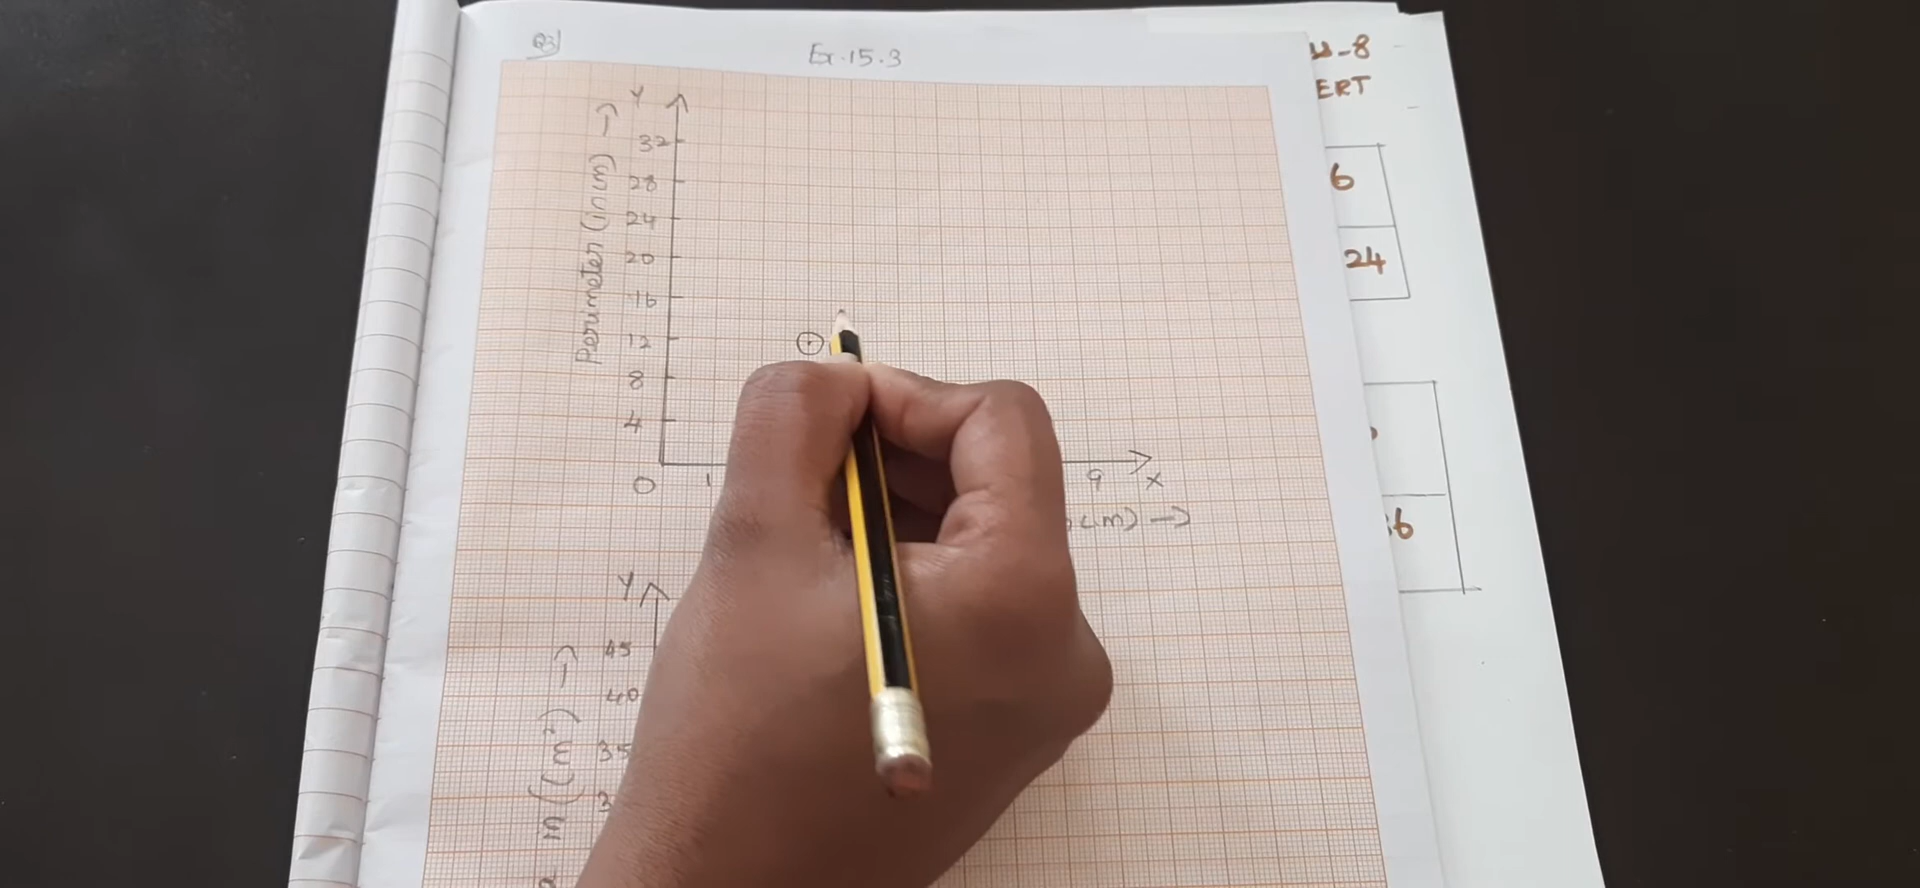 Q3)
Ex.15.3
-8
ERT
Y
32
28
24
20
16
12
8
4
0
1
9
X
Perimeter (in m) →
(m) →
6
24
Y
45
40
35
m (m²) →